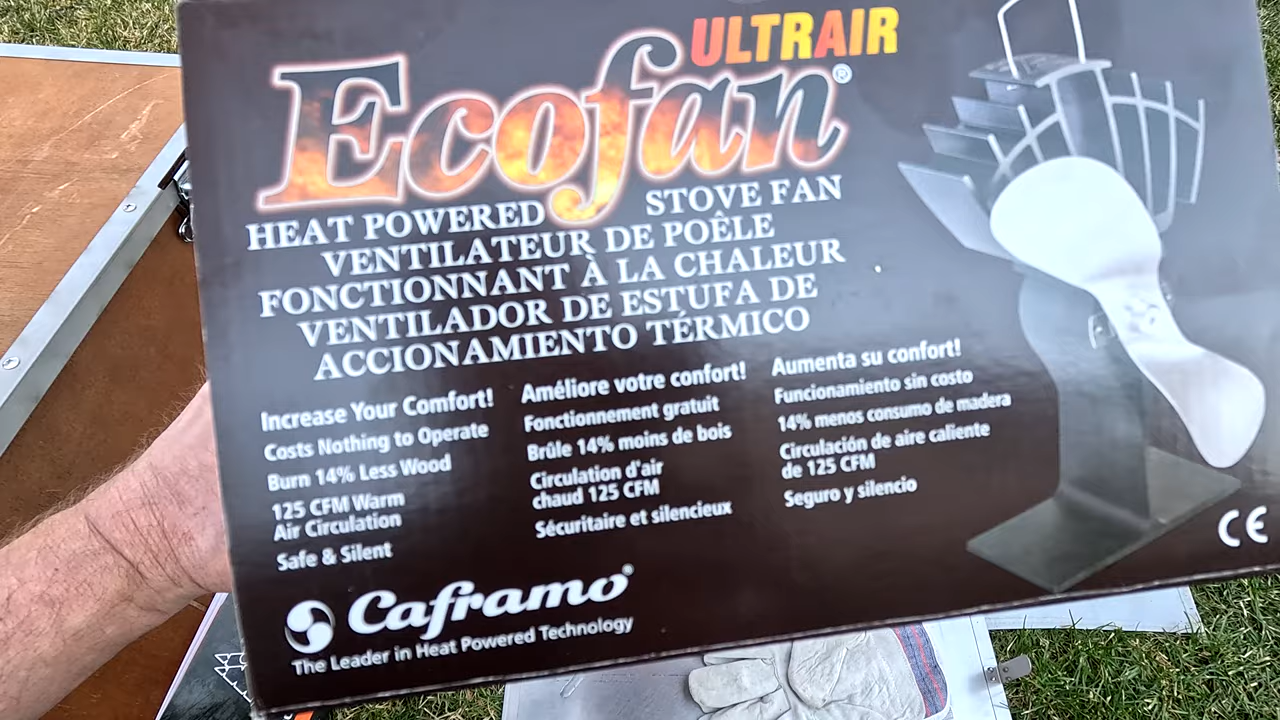 ULTRAIR
Ecofan®
HEAT POWERED STOVE FAN
VENTILATEUR DE POÊLE
FONCTIONNANT À LA CHALEUR
VENTILADOR DE ESTUFA DE
ACCIONAMIENTO TÉRMICO
Increase Your Comfort!
Costs Nothing to Operate
Burn 14% Less Wood
125 CFM Warm
Air Circulation
Safe & Silent
Améliore votre confort!
Fonctionnement gratuit
Brûle 14% moins de bois
Circulation d'air
chaud 125 CFM
Sécuritaire et silencieux
Aumenta su confort!
Funcionamiento sin costo
14% menos consumo de madera
Circulación de aire caliente
de 125 CFM
Seguro y silencio
CE
Caframo®
The Leader in Heat Powered Technology